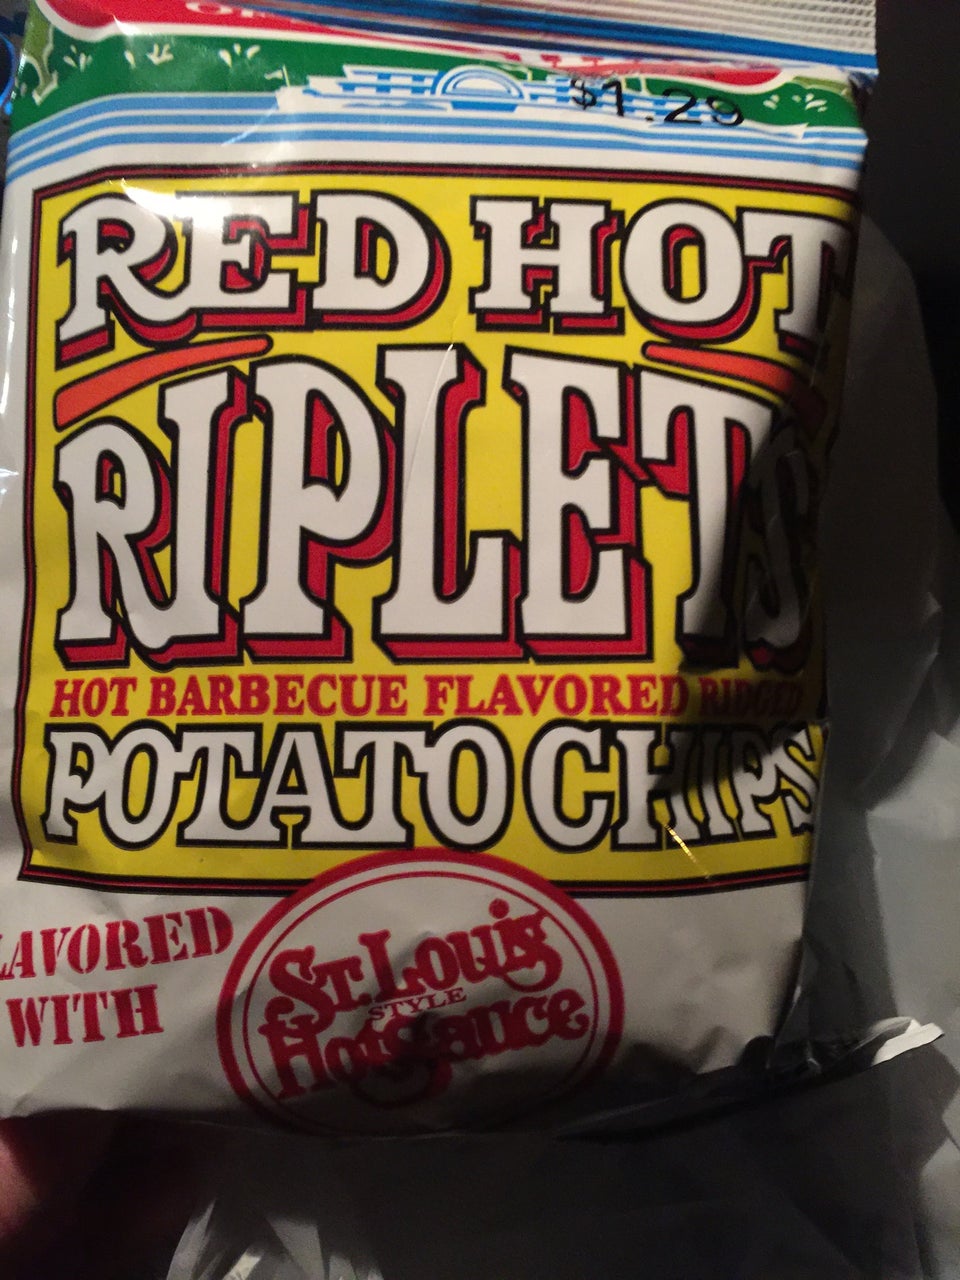 $1.29
RED HOT
RIPLETS
HOT BARBECUE FLAVORED RIDGED
POTATO CHIPS
LAVORED
WITH
St. Louis
STYLE
Hot Sauce